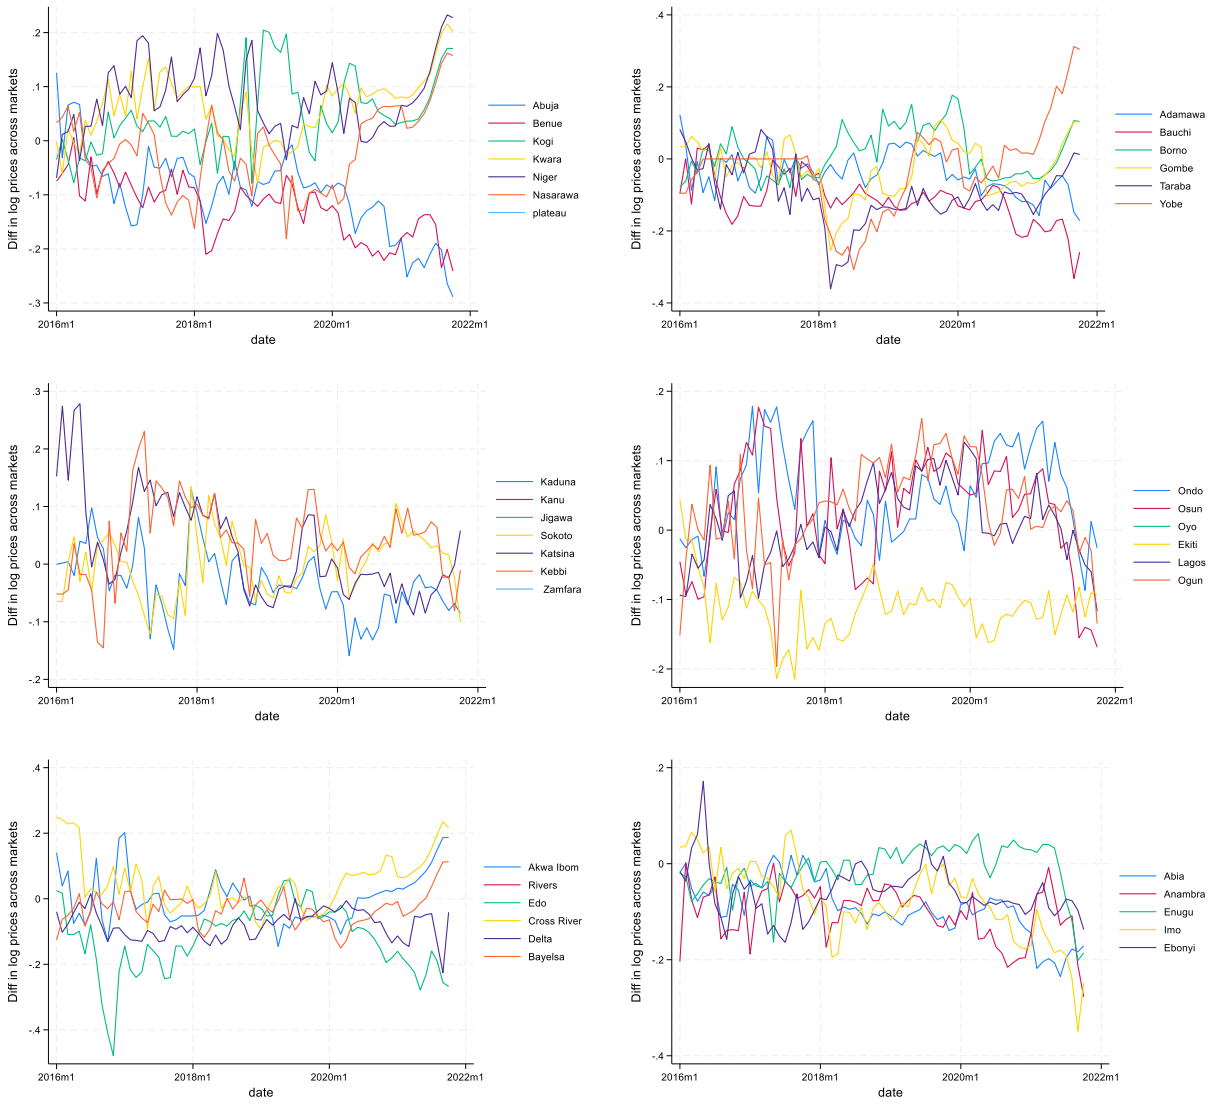 Diff in log prices across markets
.2
.1
0
-.1
-.2
-.3
2016m1
2018m1
2020m1
2022m1
date
Abuja
Benue
Kogi
Kwara
Niger
Nasarawa
plateau
Diff in log prices across markets
.4
.2
0
-.2
-.4
2016m1
2018m1
2020m1
2022m1
date
Adamawa
Bauchi
Borno
Gombe
Taraba
Yobe
Diff in log prices across markets
.3
.2
.1
0
-.1
-.2
2016m1
2018m1
2020m1
2022m1
date
Kaduna
Kanu
Jigawa
Sokoto
Katsina
Kebbi
Zamfara
Diff in log prices across markets
.2
.1
0
-.1
-.2
2016m1
2018m1
2020m1
2022m1
date
Ondo
Osun
Oyo
Ekiti
Lagos
Ogun
Diff in log prices across markets
.4
.2
0
-.2
-.4
2016m1
2018m1
2020m1
2022m1
date
Akwa Ibom
Rivers
Edo
Cross River
Delta
Bayelsa
Diff in log prices across markets
.2
0
-.2
-.4
2016m1
2018m1
2020m1
2022m1
date
Abia
Anambra
Enugu
Imo
Ebonyi